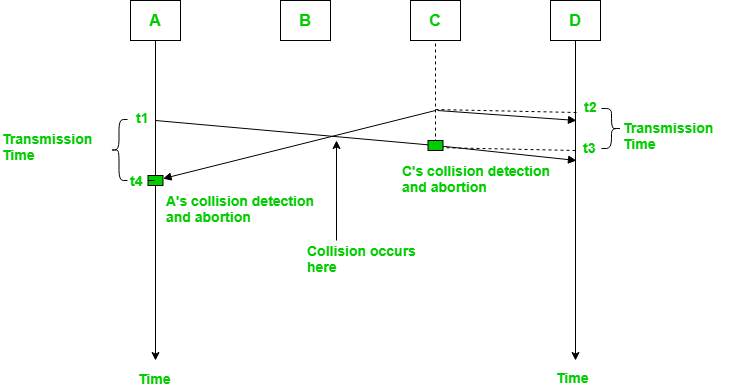 A
B
C
D
t1
t2
Transmission
Time
Transmission
Time
t3
t4
C's collision detection
and abortion
A's collision detection
and abortion
Collision occurs
here
Time
Time